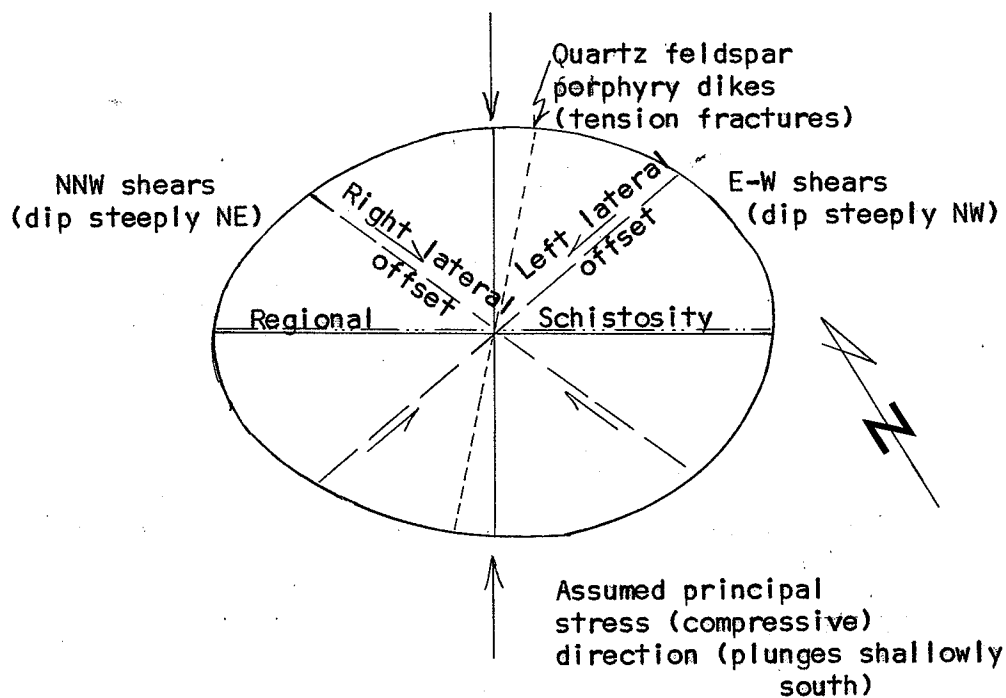 Quartz feldspar
porphyry dikes
(tension fractures)
NNW shears
(dip steeply NE)
E-W shears
(dip steeply NW)
Right lateral
offset
Left lateral
offset
Regional Schistosity
N
Assumed principal
stress (compressive)
direction (plunges shallowly
south)